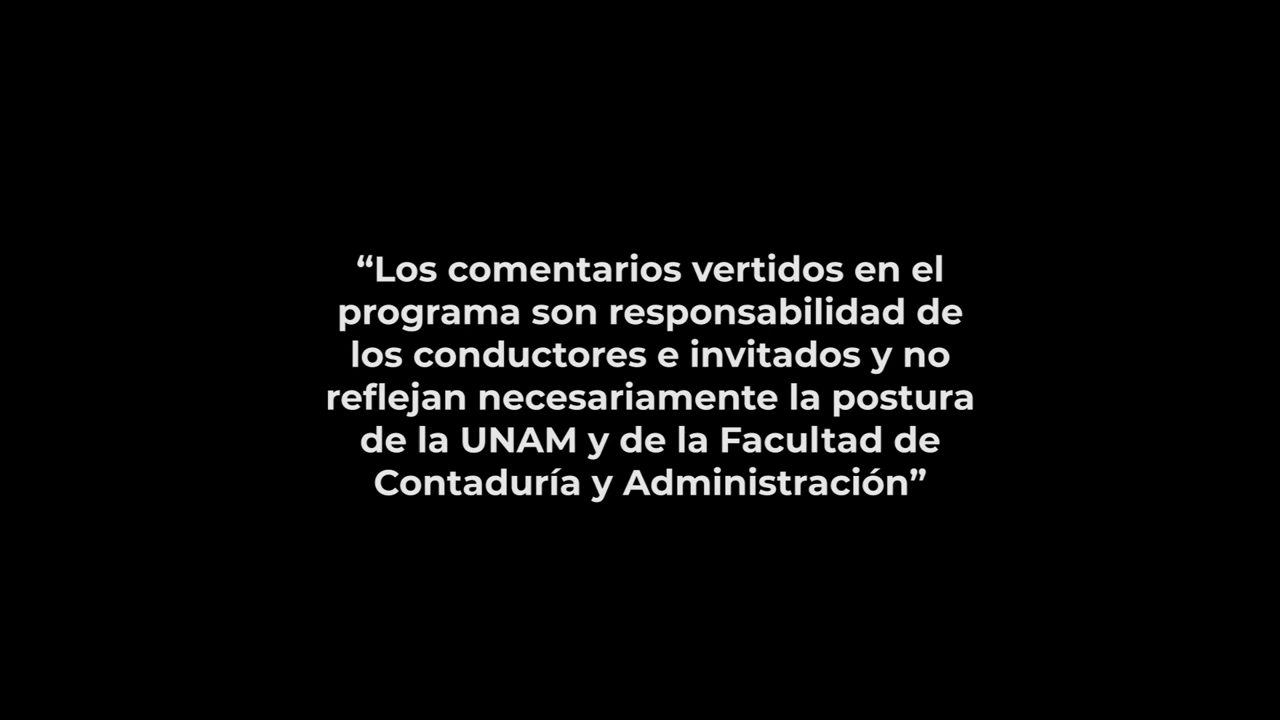 “Los comentarios vertidos en el
programa son responsabilidad de
los conductores e invitados y no
reflejan necesariamente la postura
de la UNAM y de la Facultad de
Contaduría y Administración”